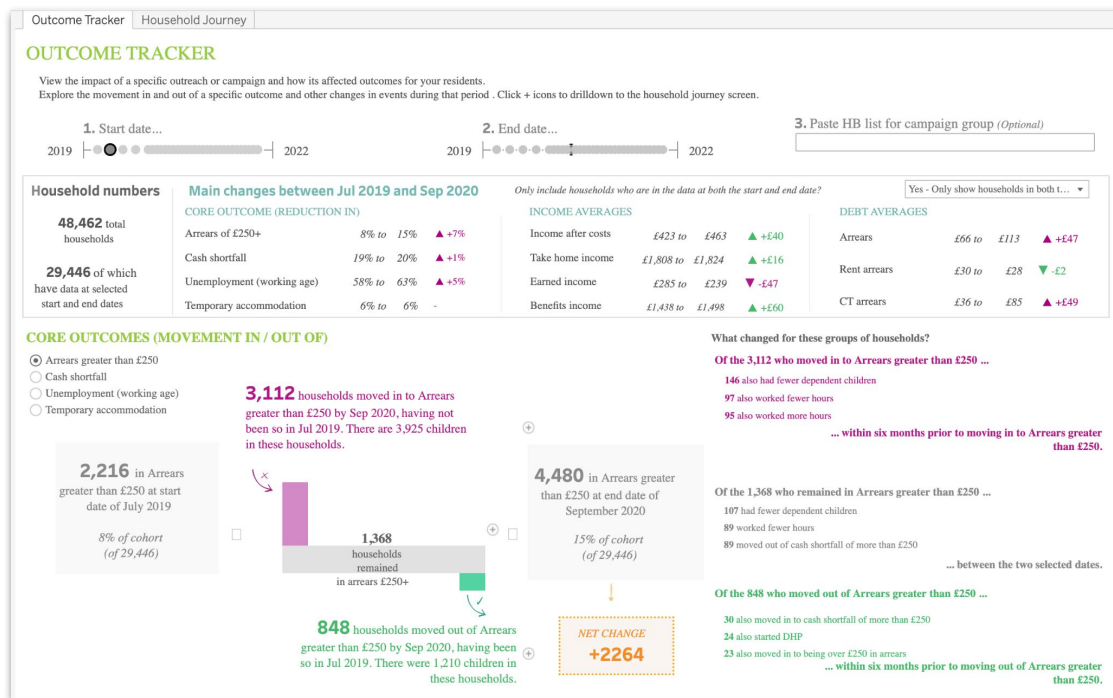 Outcome Tracker
Household Journey
OUTCOME TRACKER
View the impact of a specific outreach or campaign and how its affected outcomes for your residents.
Explore the movement in and out of a specific outcome and other changes in events during that period . Click + icons to drilldown to the household journey screen.
1. Start date...
2019
2022
2. End date...
2019
2022
3. Paste HB list for campaign group (Optional)
Household numbers
48,462 total
households
29,446 of which
have data at selected
start and end dates
Main changes between Jul 2019 and Sep 2020
Only include households who are in the data at both the start and end date?
Yes - Only show households in both t...
CORE OUTCOME (REDUCTION IN)
Arrears of £250+ 8% to 15% ▲ +7%
Cash shortfall 19% to 20% ▲ +1%
Unemployment (working age) 58% to 63% ▲ +5%
Temporary accommodation 6% to 6% -
INCOME AVERAGES
Income after costs £423 to £463 ▲ +£40
Take home income £1,808 to £1,824 ▲ +£16
Earned income £285 to £239 ▼ -£47
Benefits income £1,438 to £1,498 ▲ +£60
DEBT AVERAGES
Arrears £66 to £113 ▲ +£47
Rent arrears £30 to £28 ▼ -£2
CT arrears £36 to £85 ▲ +£49
CORE OUTCOMES (MOVEMENT IN / OUT OF)
Arrears greater than £250
Cash shortfall
Unemployment (working age)
Temporary accommodation
2,216 in Arrears
greater than £250 at start
date of July 2019
8% of cohort
(of 29,446)
3,112 households moved in to Arrears
greater than £250 by Sep 2020, having not
been so in Jul 2019. There are 3,925 children
in these households.
1,368
households
remained
in arrears £250+
848 households moved out of Arrears
greater than £250 by Sep 2020, having been
so in Jul 2019. There were 1,210 children in
these households.
4,480 in Arrears greater
than £250 at end date of
September 2020
15% of cohort
(of 29,446)
NET CHANGE
+2264
What changed for these groups of households?
Of the 3,112 who moved in to Arrears greater than £250 ...
146 also had fewer dependent children
97 also worked fewer hours
95 also worked more hours
... within six months prior to moving in to Arrears greater
than £250.
Of the 1,368 who remained in Arrears greater than £250 ...
107 had fewer dependent children
89 worked fewer hours
89 moved out of cash shortfall of more than £250
... between the two selected dates.
Of the 848 who moved out of Arrears greater than £250 ...
30 also moved in to cash shortfall of more than £250
24 also started DHP
23 also moved in to being over £250 in arrears
... within six months prior to moving out of Arrears greater
than £250.